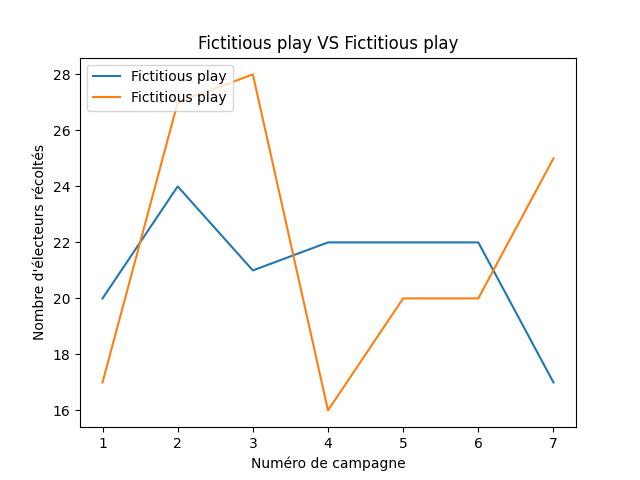 Fictitious play VS Fictitious play
Fictitious play
Fictitious play
28
26
24
22
20
18
16
Nombre d'électeurs récoltés
1 2 3 4 5 6 7
Numéro de campagne